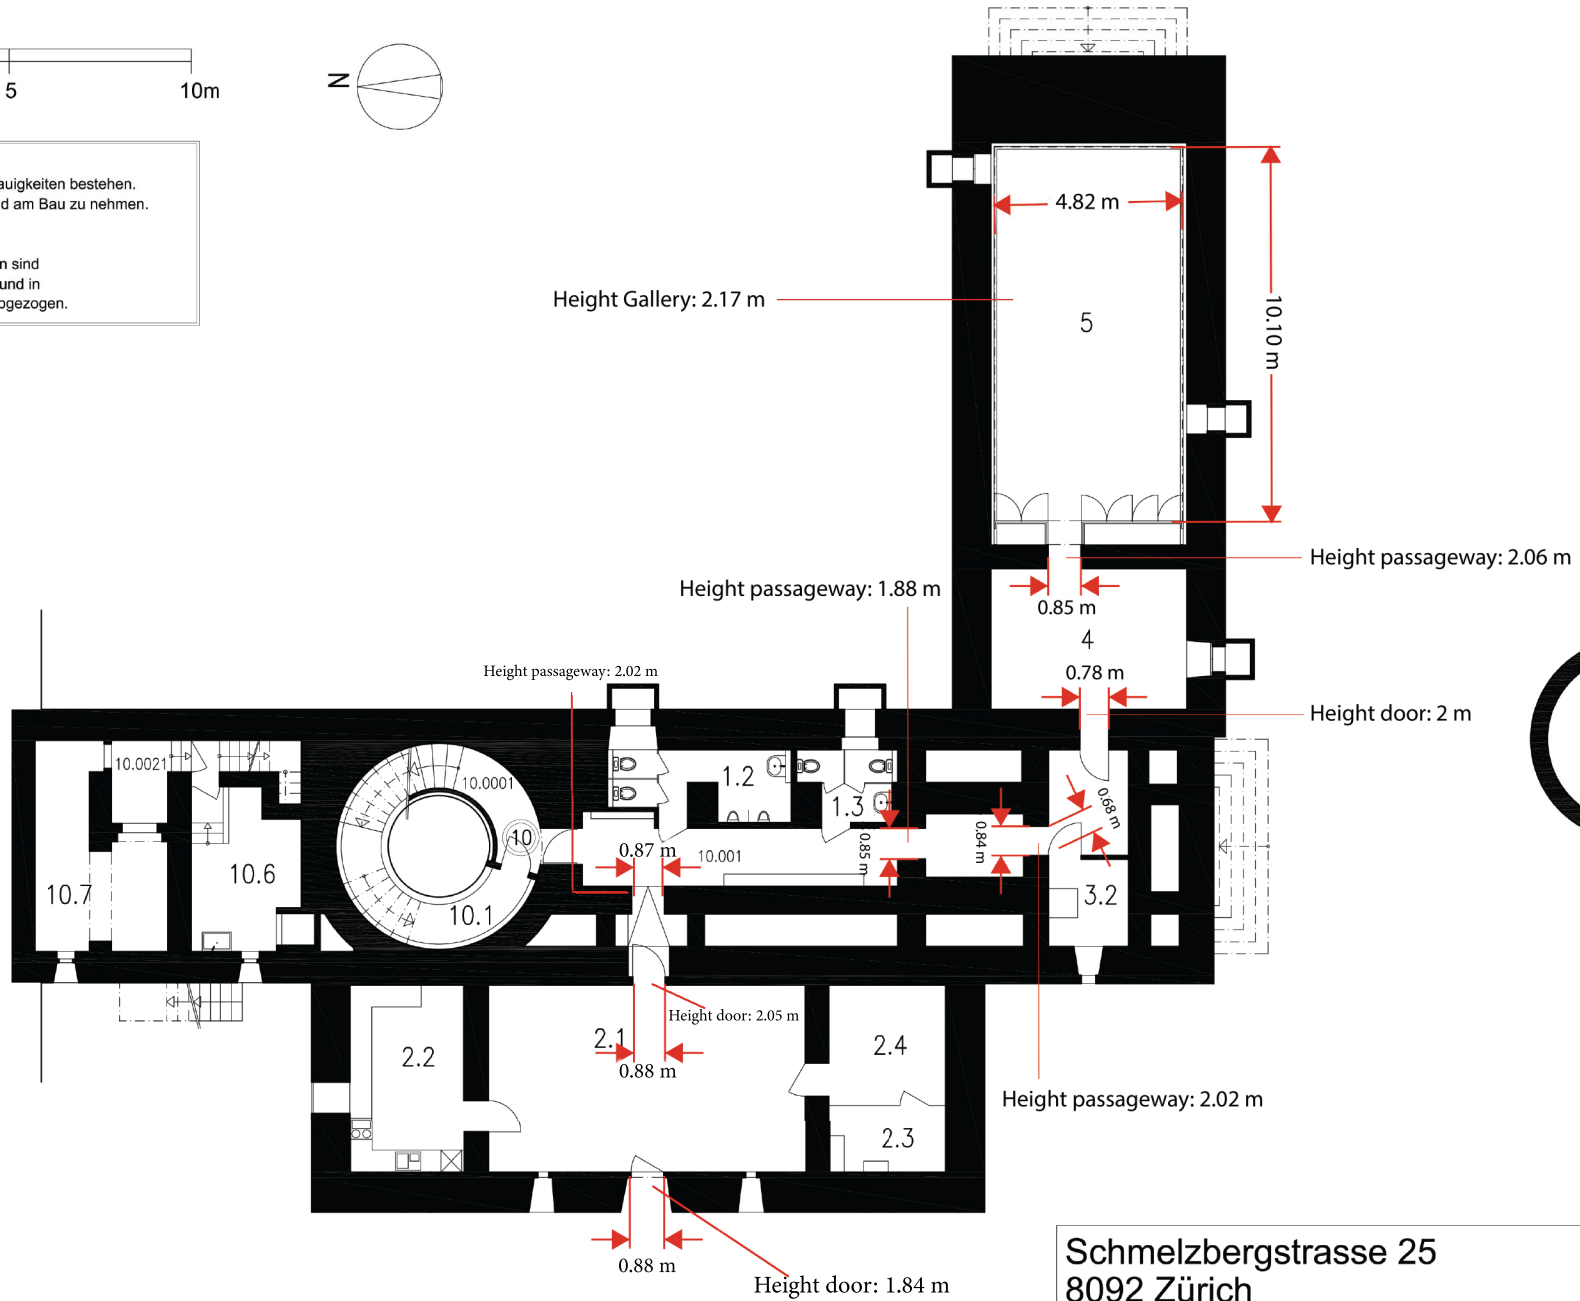 5
10m
N
auigkeiten bestehen.
d am Bau zu nehmen.
n sind
und in
ogezogen.
4.82 m
Height Gallery: 2.17 m
5
10.10 m
Height passageway: 2.06 m
Height passageway: 1.88 m
0.85 m
4
Height passageway: 2.02 m
0.78 m
Height door: 2 m
10.0021
10.0001
1.2
1.3
0.68 m
10
0.87 m
10.001
0.85 m
0.84 m
10.7
10.6
10.1
3.2
Height door: 2.05 m
2.1
2.2
2.4
0.88 m
Height passageway: 2.02 m
2.3
0.88 m
Height door: 1.84 m
Schmelzbergstrasse 25
8092 Zürich